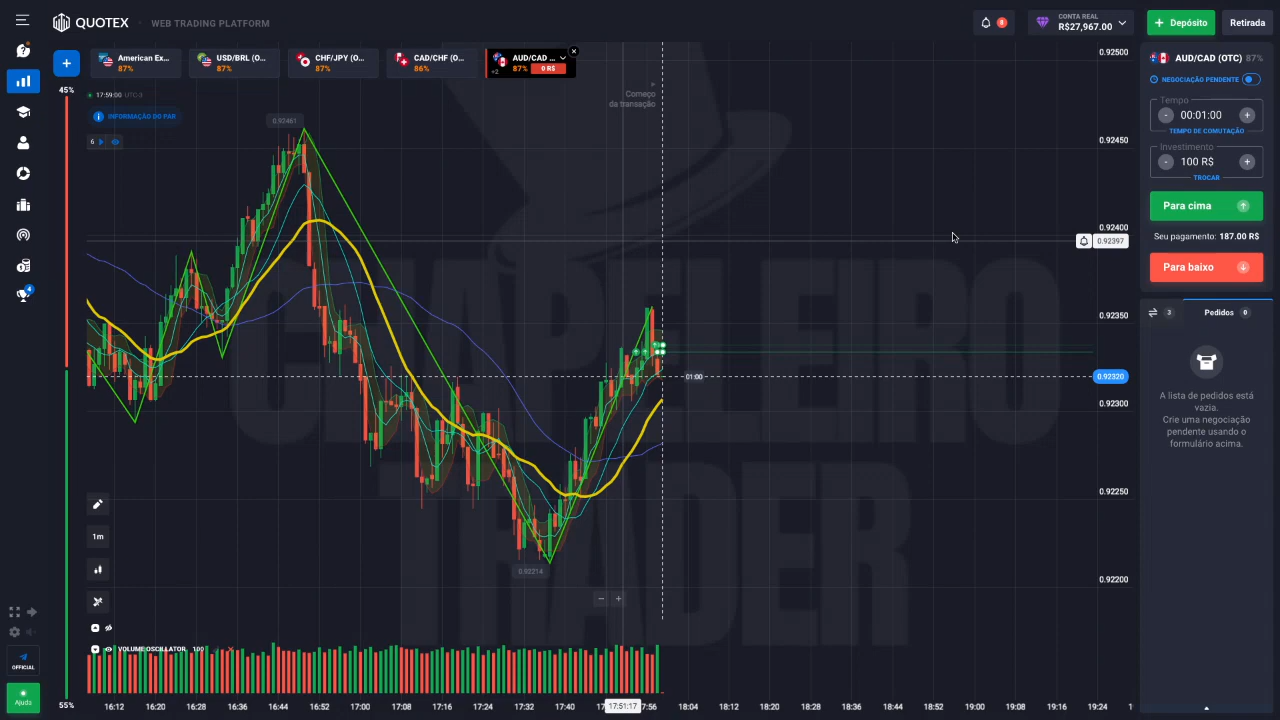 QUOTEX
WEB TRADING PLATFORM
8
CONTA REAL
R$27,967.00
Depósito
Retirada
American Ex...
87%
USD/BRL (O...
87%
CHF/JPY (O...
87%
CAD/CHF (O...
86%
AUD/CAD ...
+2
87%
0 R$
45%
17:59:00 UTC-3
INFORMAÇÃO DO PAR
6
Começo
da transação
CHAPELEIRO
TRADER
0.92461
0.92214
01:00
0.92500
0.92450
0.92400
0.92397
0.92350
0.92320
0.92300
0.92250
0.92200
AUD/CAD (OTC) 87%
NEGOCIAÇÃO PENDENTE
Tempo
- 00:01:00 +
TEMPO DE COMUTAÇÃO
Investimento
- 100 R$ +
TROCAR
Para cima
Seu pagamento: 187.00 R$
Para baixo
3
Pedidos 0
A lista de pedidos está
vazia.
Crie uma negociação
pendente usando o
formulário acima.
4
1m
VOLUME OSCILLATOR 100
OFFICIAL
Ajuda
55%
16:12 16:20 16:28 16:36 16:44 16:52 17:00 17:08 17:16 17:24 17:32 17:40 17:51:17 17:56 18:04 18:12 18:20 18:28 18:36 18:44 18:52 19:00 19:08 19:16 19:24